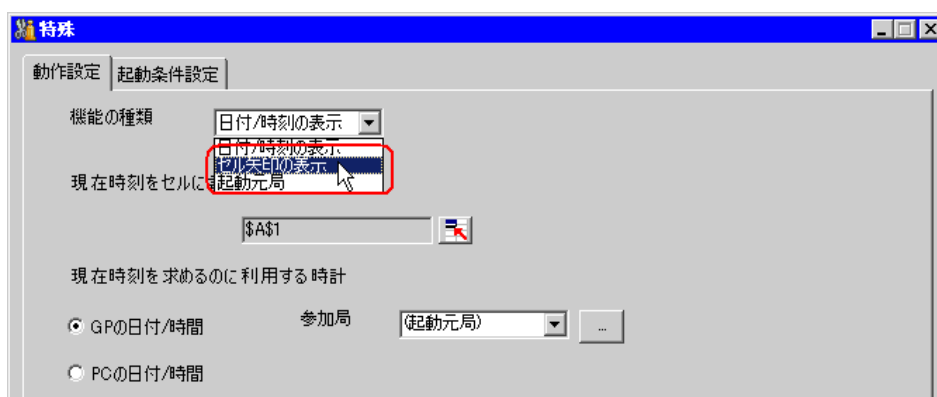 特殊
動作設定 起動条件設定
機能の種類 日付/時刻の表示
日付/時刻の表示
セル矢印の表示
起動元局
現在時刻をセルに
$A$1
現在時刻を求めるのに利用する時計
GPの日付/時間 参加局 (起動元局) ...
PCの日付/時間